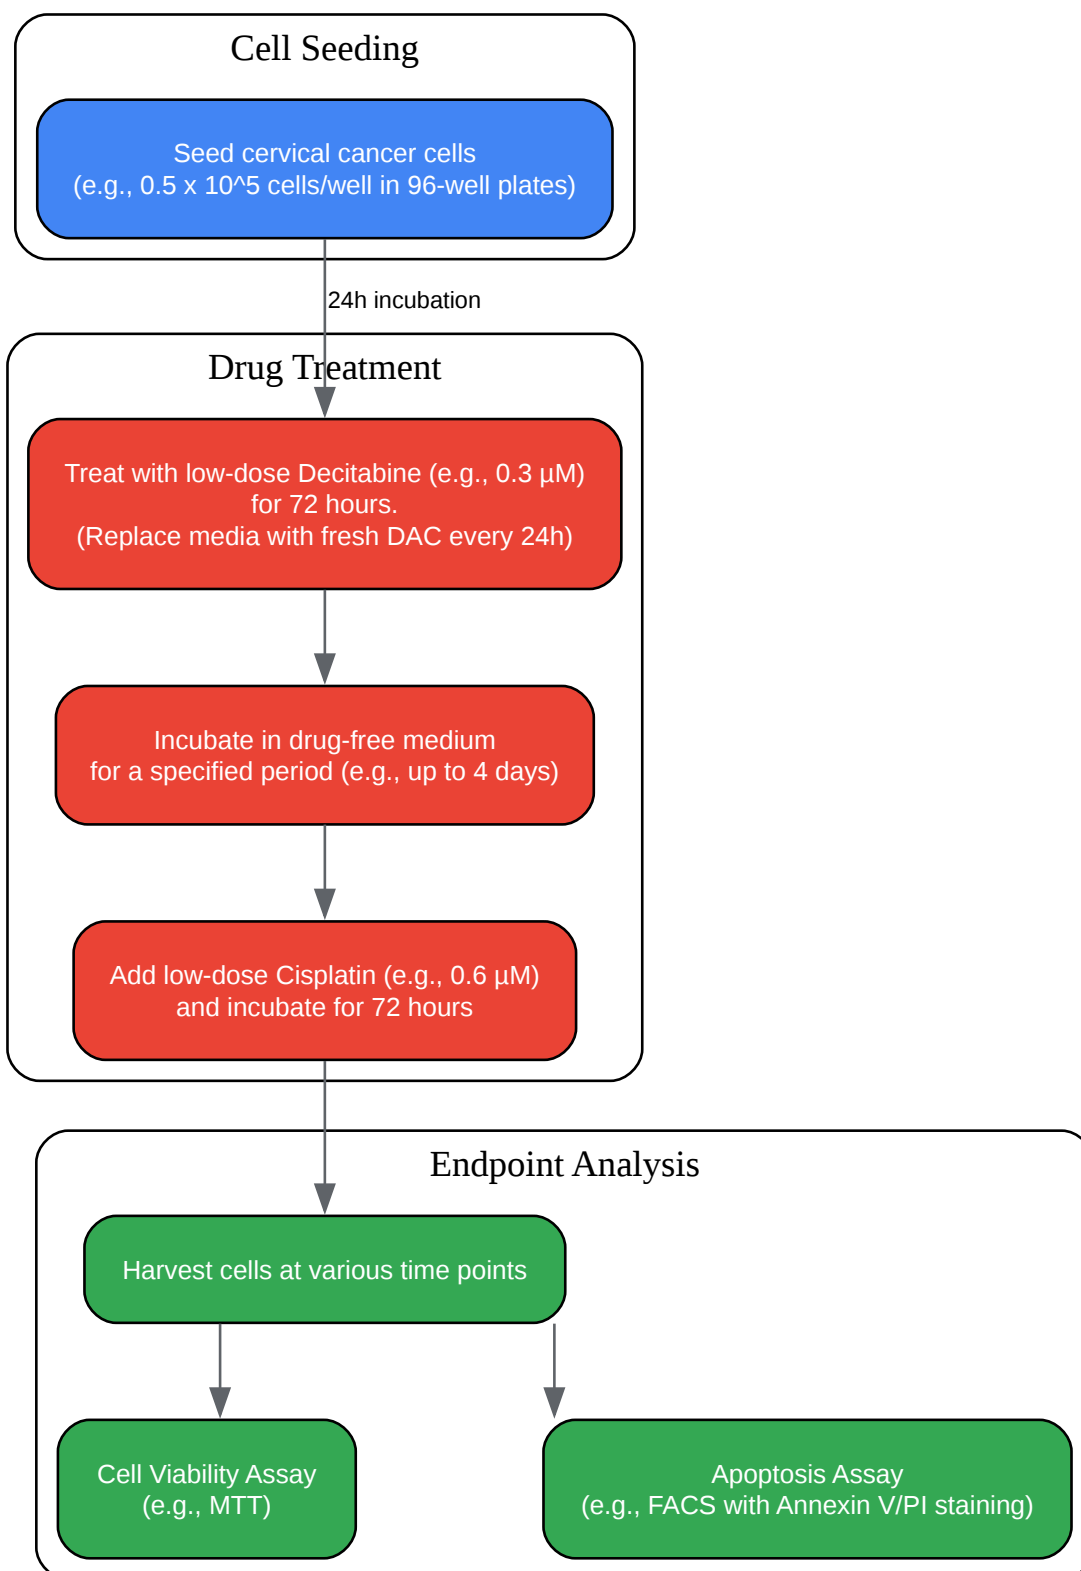 Cell Seeding
Seed cervical cancer cells
(e.g., 0.5 x 10^5 cells/well in 96-well plates)
24h incubation
Drug Treatment
Treat with low-dose Decitabine (e.g., 0.3 µM)
for 72 hours.
(Replace media with fresh DAC every 24h)
Incubate in drug-free medium
for a specified period (e.g., up to 4 days)
Add low-dose Cisplatin (e.g., 0.6 µM)
and incubate for 72 hours
Endpoint Analysis
Harvest cells at various time points
Cell Viability Assay
(e.g., MTT)
Apoptosis Assay
(e.g., FACS with Annexin V/PI staining)